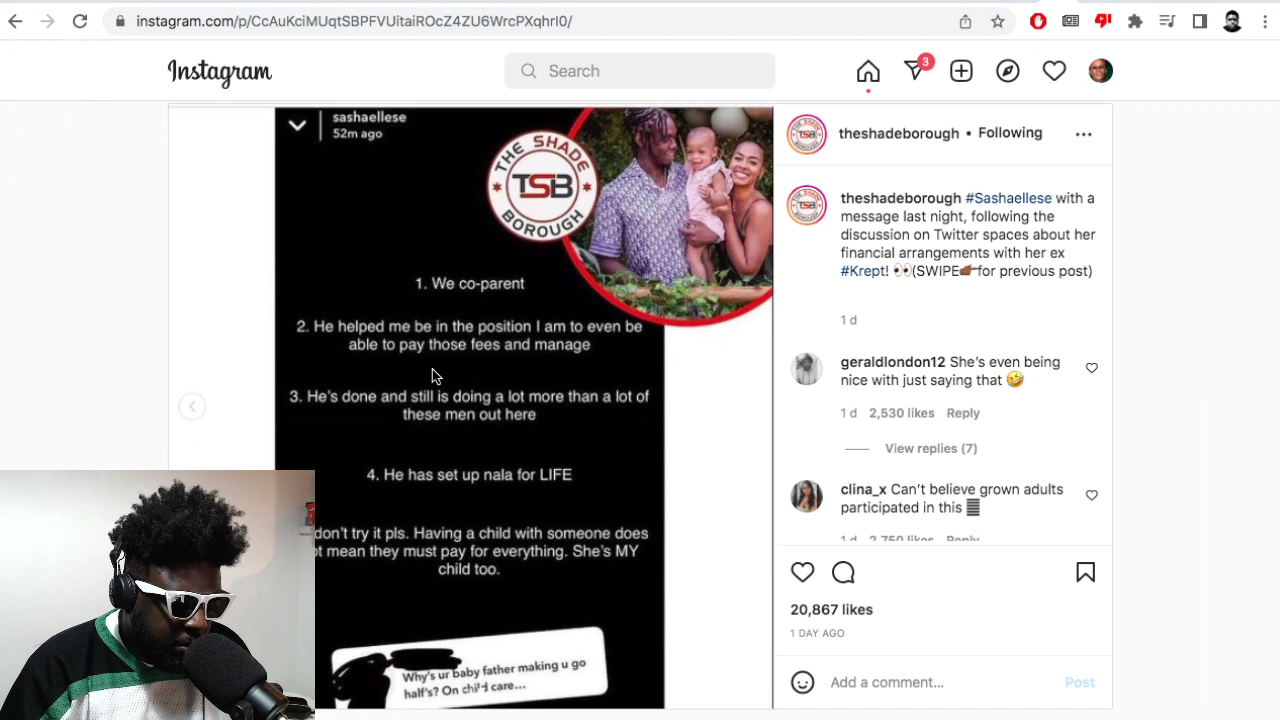 instagram.com/p/CcAuKciMUqtSBPFVUitaiROcZ4ZU6WrcPXqhrI0/
Instagram
Search
3
sashaellese
52m ago
THE SHADE
TSB
BOROUGH
1. We co-parent
2. He helped me be in the position I am to even be
able to pay those fees and manage
3. He's done and still is doing a lot more than a lot of
these men out here
4. He has set up nala for LIFE
don't try it pls. Having a child with someone does
mean they must pay for everything. She's MY
child too.
Why's ur baby father making u go
half's? On child care...
theshadeborough • Following
theshadeborough #Sashaellese with a
message last night, following the
discussion on Twitter spaces about her
financial arrangements with her ex
#Krept! 👀(SWIPE👉🏾for previous post)
1 d
geraldlondon12 She's even being
nice with just saying that 🤣
1 d 2,530 likes Reply
View replies (7)
clina_x Can't believe grown adults
participated in this
1 d 2,750 likes Reply
20,867 likes
1 DAY AGO
Add a comment...
Post